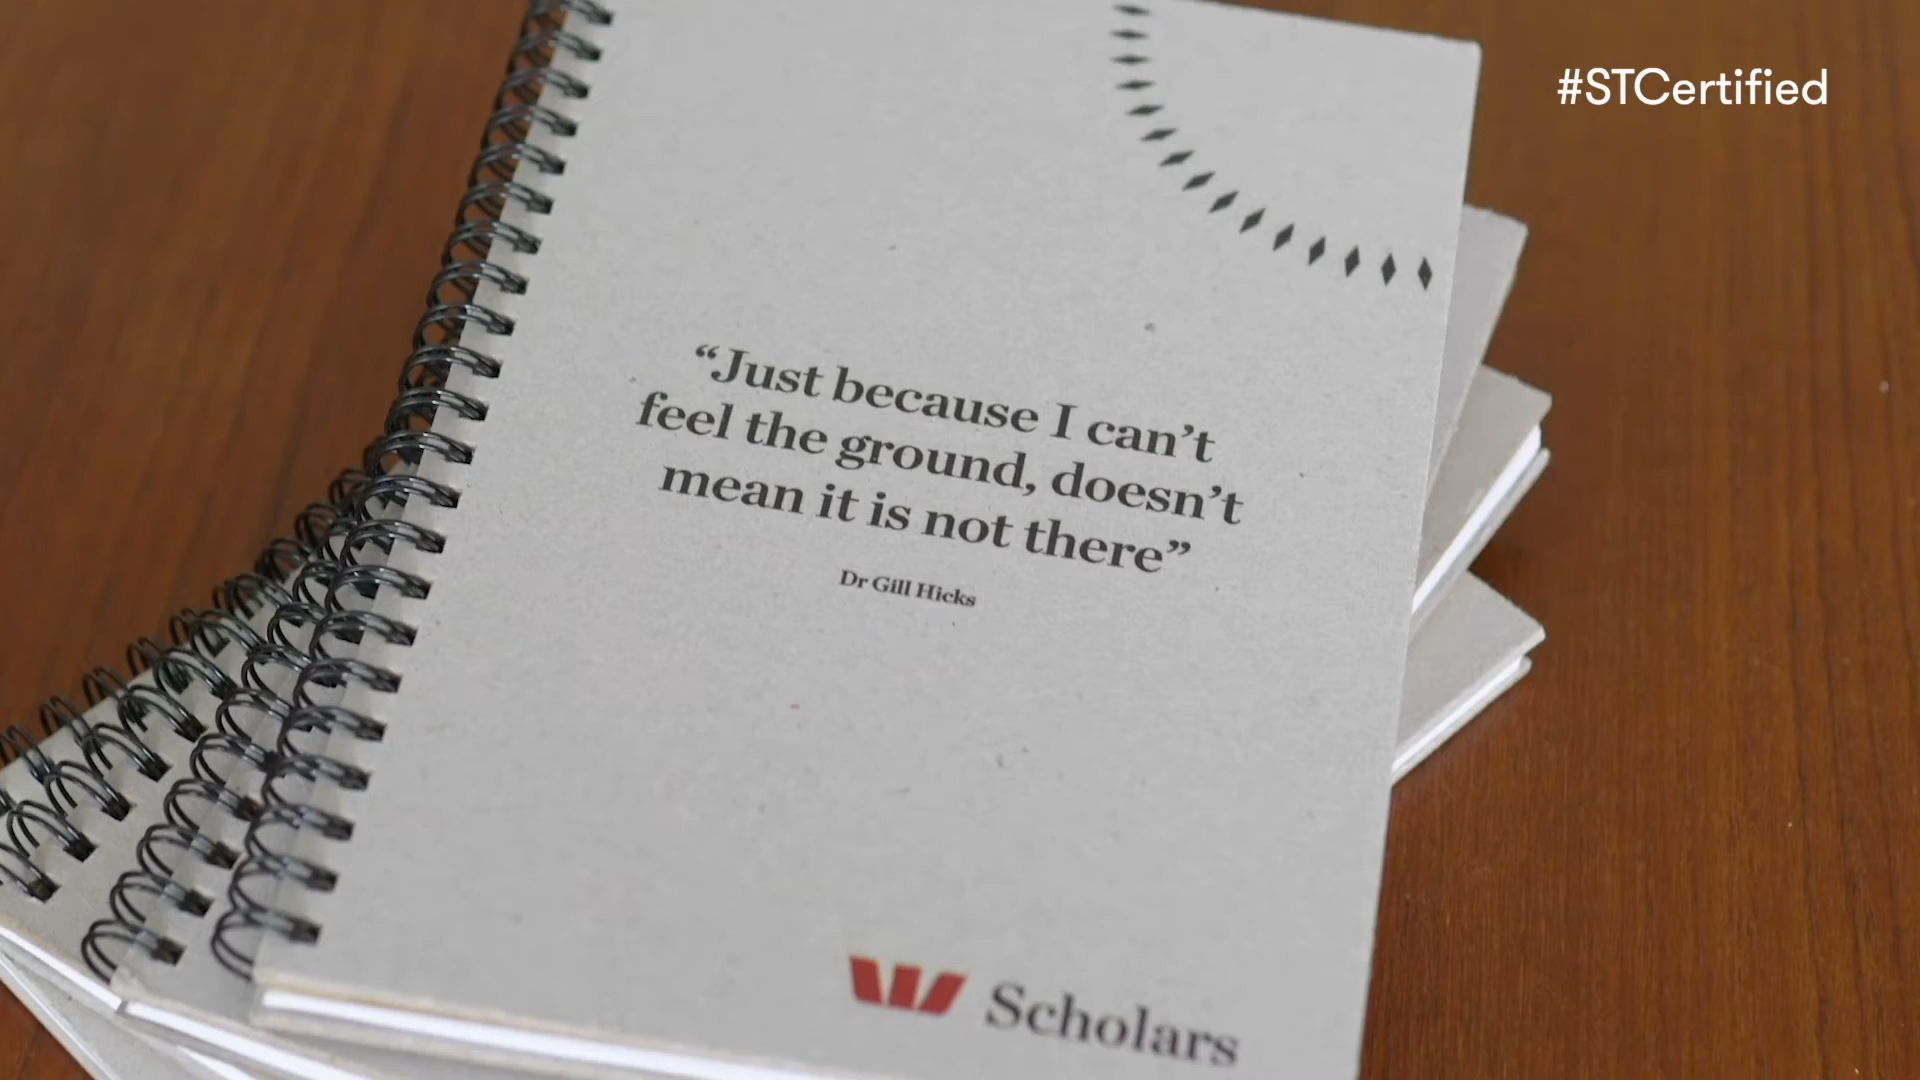 #STCertified
“Just because I can’t
feel the ground, doesn’t
mean it is not there”
Dr Gill Hicks
Scholars